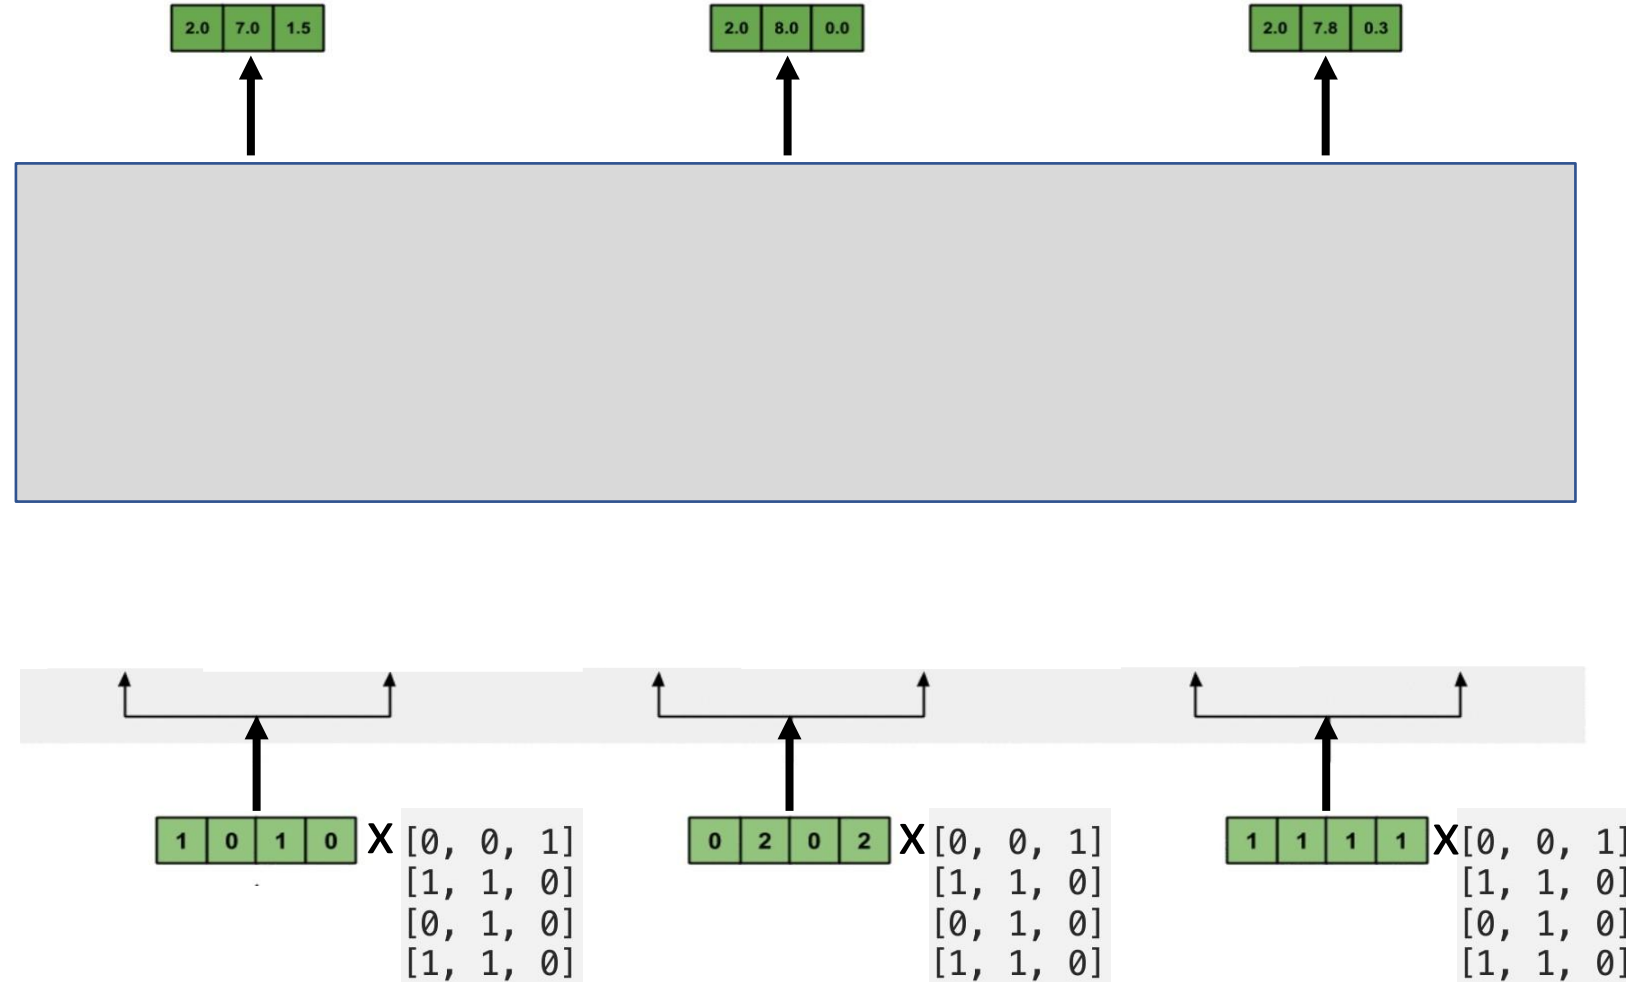 2.0 7.0 1.5
2.0 8.0 0.0
2.0 7.8 0.3
1 0 1 0 X [0, 0, 1]
[1, 1, 0]
[0, 1, 0]
[1, 1, 0]
0 2 0 2 X [0, 0, 1]
[1, 1, 0]
[0, 1, 0]
[1, 1, 0]
1 1 1 1 X [0, 0, 1]
[1, 1, 0]
[0, 1, 0]
[1, 1, 0]